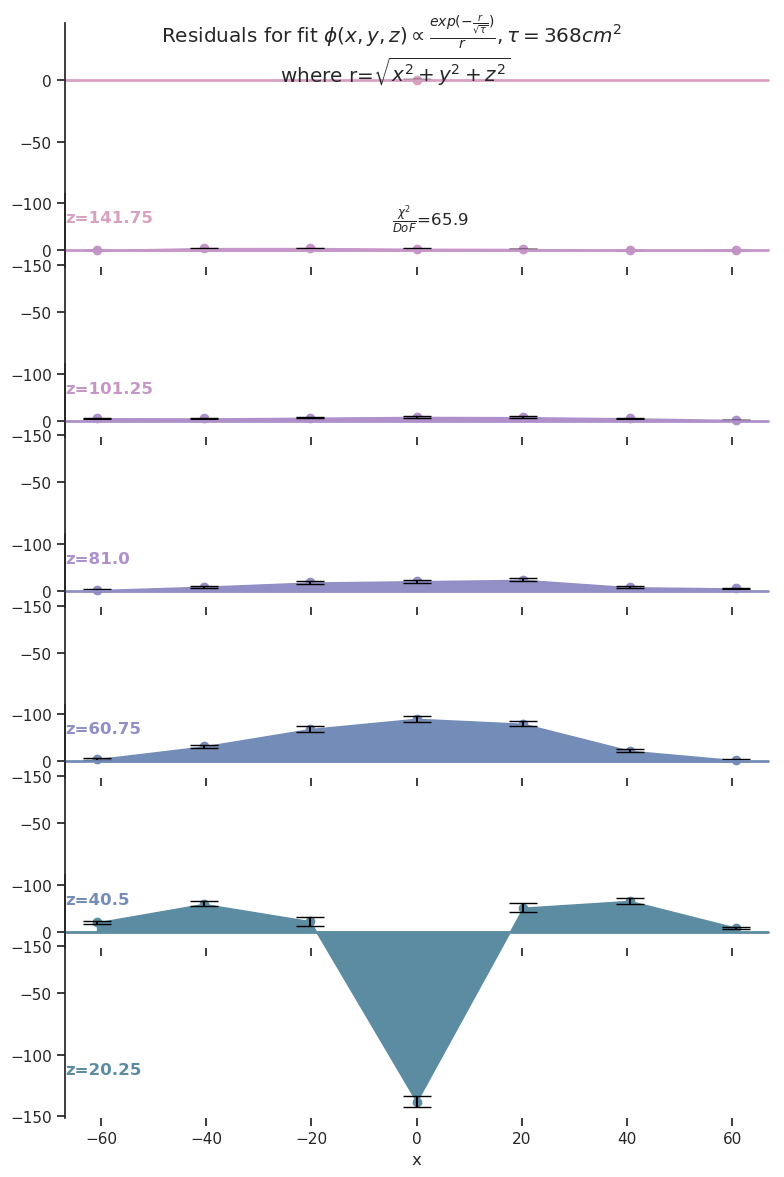 Residuals for fit ϕ(x, y, z) ∝ exp(−r/√τ)/r, τ = 368cm²
where r=√(x² + y² + z²)
0
−50
−100
z=141.75
χ²/DoF=65.9
0
−150
−50
−100
z=101.25
0
−150
−50
−100
z=81.0
0
−150
−50
−100
z=60.75
0
−150
−50
−100
z=40.5
0
−150
−50
−100
z=20.25
−150
−60 −40 −20 0 20 40 60
x